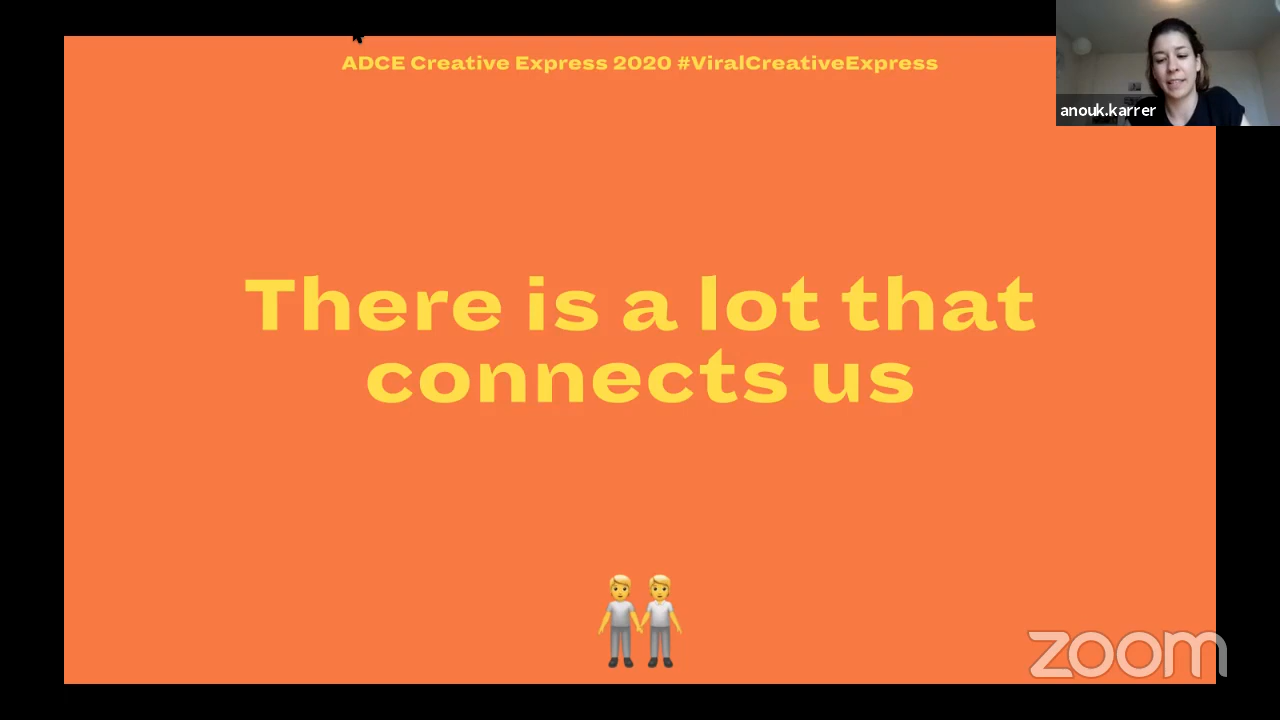 ADCE Creative Express 2020 #ViralCreativeExpress
anouk.karrer
There is a lot that
connects us
zoom